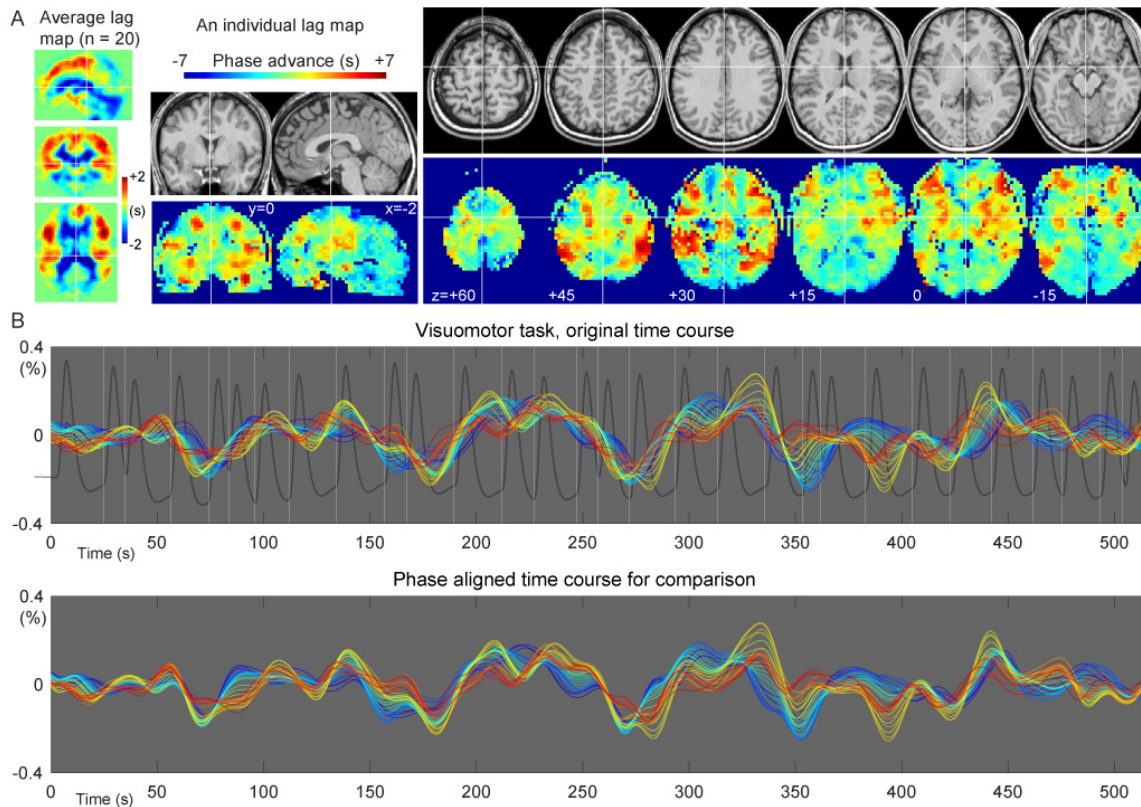 A
Average lag
map (n = 20)
An individual lag map
-7 Phase advance (s) +7
+2
(s)
-2
y=0
x=-2
z=+60
+45
+30
+15
0
-15
B
Visuomotor task, original time course
0.4
(%)
0
-0.4
0 50 100 150 200 250 300 350 400 450 500
Time (s)
Phase aligned time course for comparison
0.4
(%)
0
-0.4
0 50 100 150 200 250 300 350 400 450 500
Time (s)